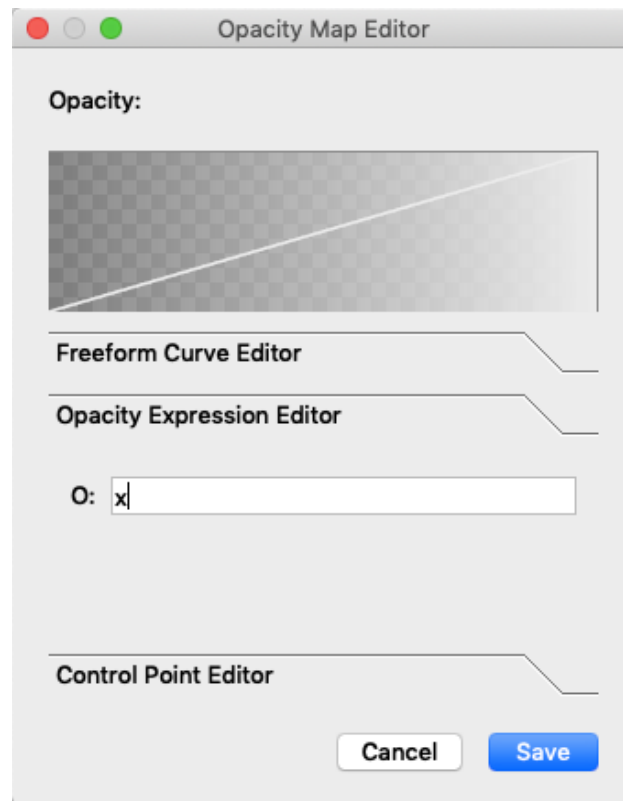 Opacity Map Editor
Opacity:
Freeform Curve Editor
Opacity Expression Editor
O: x
Control Point Editor
Cancel Save